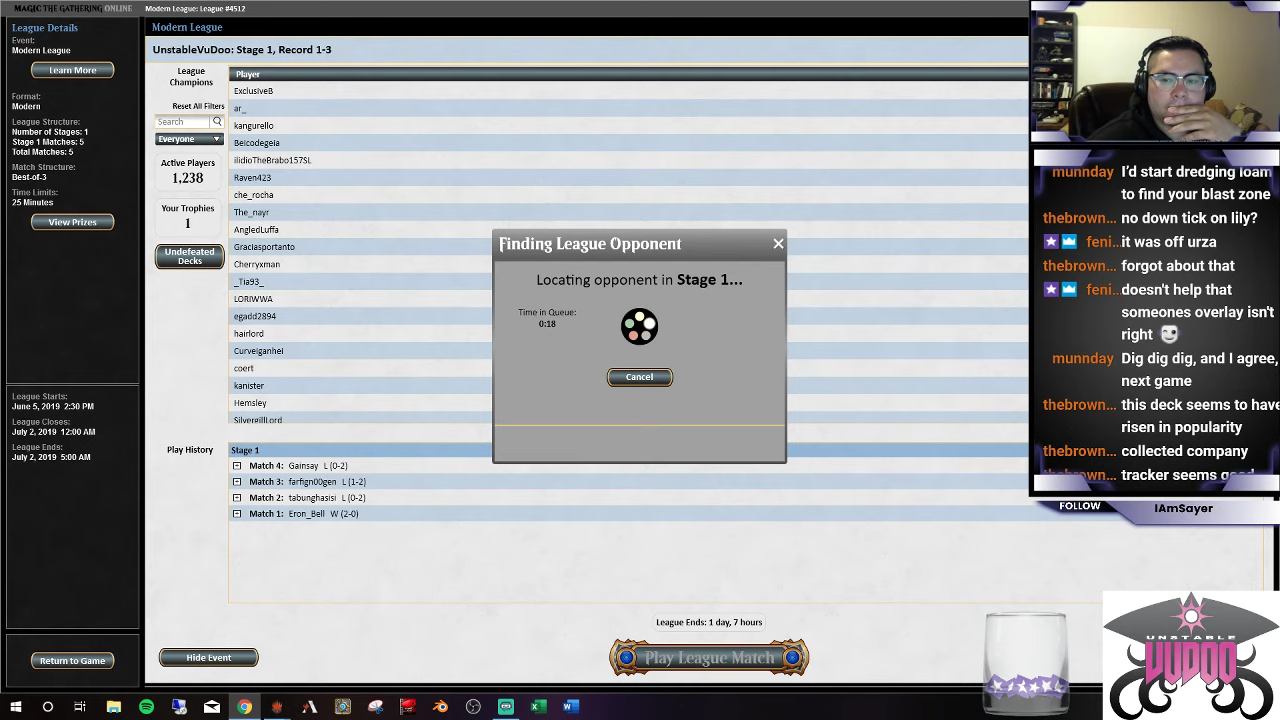 MAGIC THE GATHERING ONLINE
Modern League: League #4512
League Details
Event:
Modern League
Learn More
Format:
Modern
League Structure:
Number of Stages: 1
Stage 1 Matches: 5
Total Matches: 5
Match Structure:
Best-of-3
Time Limits:
25 Minutes
View Prizes
League Starts:
June 5, 2019 2:30 PM
League Closes:
July 2, 2019 12:00 AM
League Ends:
July 2, 2019 5:00 AM
Return to Game
Modern League
UnstableVuDoo: Stage 1, Record 1-3
League
Champions
Reset All Filters
Search
Everyone
Active Players
1,238
Your Trophies
1
Undefeated
Decks
Player
ExclusiveB
ar_
kangurello
Beicodegeia
ilidioTheBrabo157SL
Raven423
che_rocha
The_nayr
AngledLuffa
Graciasportanto
Cherryxman
_Tia93_
LORIWWA
egadd2894
hairlord
Curveiganhei
coert
kanister
Hemsley
SilvergillLord
Finding League Opponent
Locating opponent in Stage 1...
Time in Queue:
0:18
Cancel
Play History
Stage 1
Match 4: Gainsay L (0-2)
Match 3: farfign00gen L (1-2)
Match 2: tabunghasisi L (0-2)
Match 1: Eron_Bell W (2-0)
League Ends: 1 day, 7 hours
Hide Event
Play League Match
munnday I'd start dredging loam
to find your blast zone
thebrown... no down tick on lily?
feni... it was off urza
thebrown... forgot about that
feni... doesn't help that
someones overlay isn't
right
munnday Dig dig dig, and I agree,
next game
thebrown... this deck seems to have
risen in popularity
thebrown... collected company
thebrown... tracker seems good
FOLLOW
IAmSayer
UNSTABLE
VUDOO